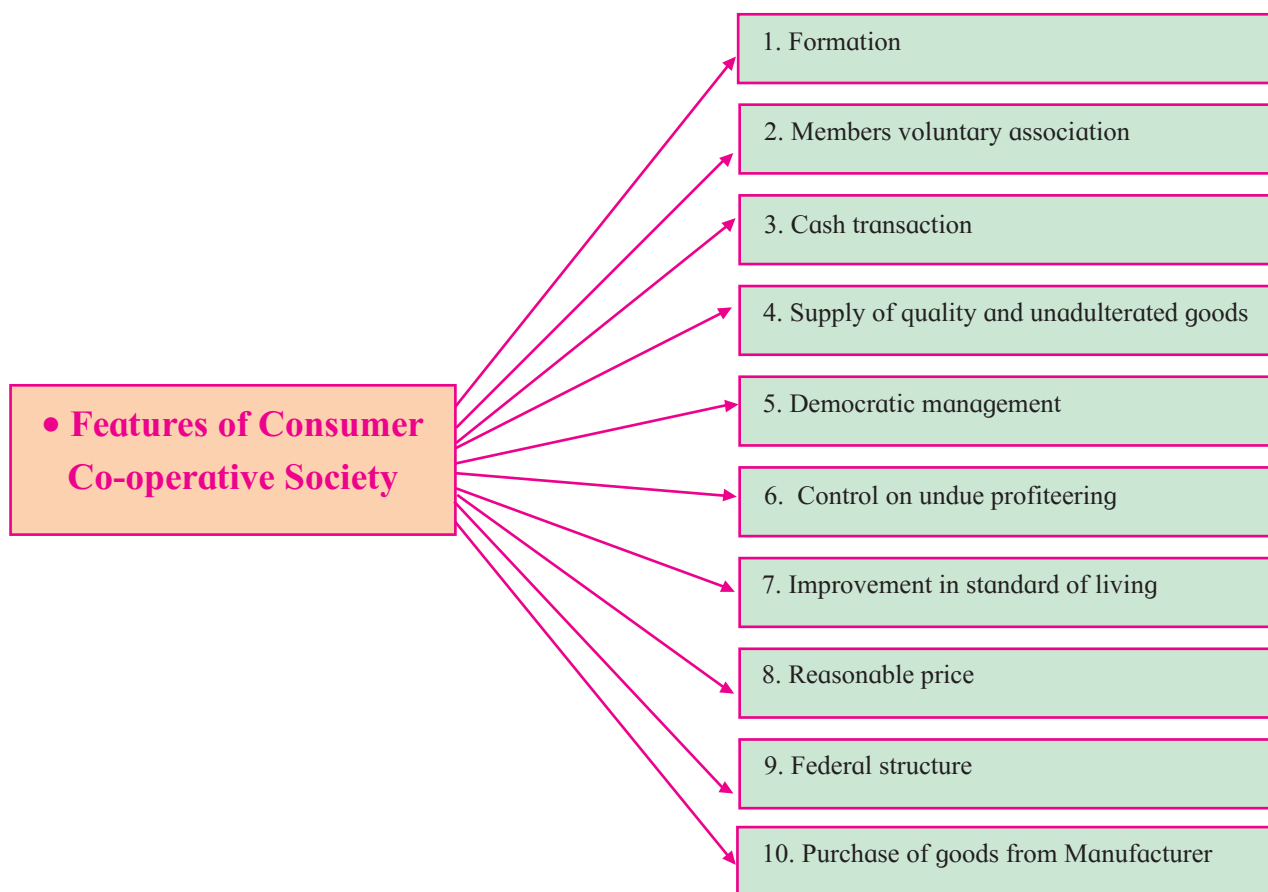 • Features of Consumer
Co-operative Society
1. Formation
2. Members voluntary association
3. Cash transaction
4. Supply of quality and unadulterated goods
5. Democratic management
6. Control on undue profiteering
7. Improvement in standard of living
8. Reasonable price
9. Federal structure
10. Purchase of goods from Manufacturer